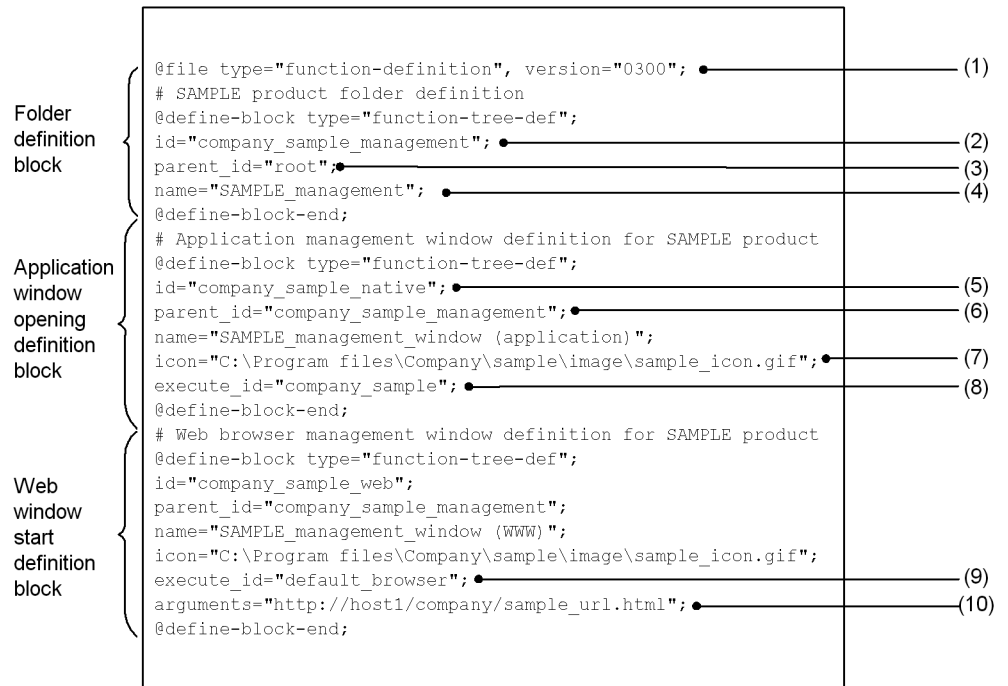 @file type="function-definition", version="0300"; (1)
# SAMPLE product folder definition
@define-block type="function-tree-def";
id="company_sample_management"; (2)
parent_id="root"; (3)
name="SAMPLE_management"; (4)
@define-block-end;
Folder
definition
block
# Application management window definition for SAMPLE product
@define-block type="function-tree-def";
id="company_sample_native"; (5)
parent_id="company_sample_management"; (6)
name="SAMPLE_management_window (application)";
icon="C:\Program files\Company\sample\image\sample_icon.gif"; (7)
execute_id="company_sample"; (8)
@define-block-end;
Application
window
opening
definition
block
# Web browser management window definition for SAMPLE product
@define-block type="function-tree-def";
id="company_sample_web";
parent_id="company_sample_management";
name="SAMPLE_management_window (WWW)";
icon="C:\Program files\Company\sample\image\sample_icon.gif";
execute_id="default_browser"; (9)
arguments="http://host1/company/sample_url.html"; (10)
@define-block-end;
Web
window
start
definition
block